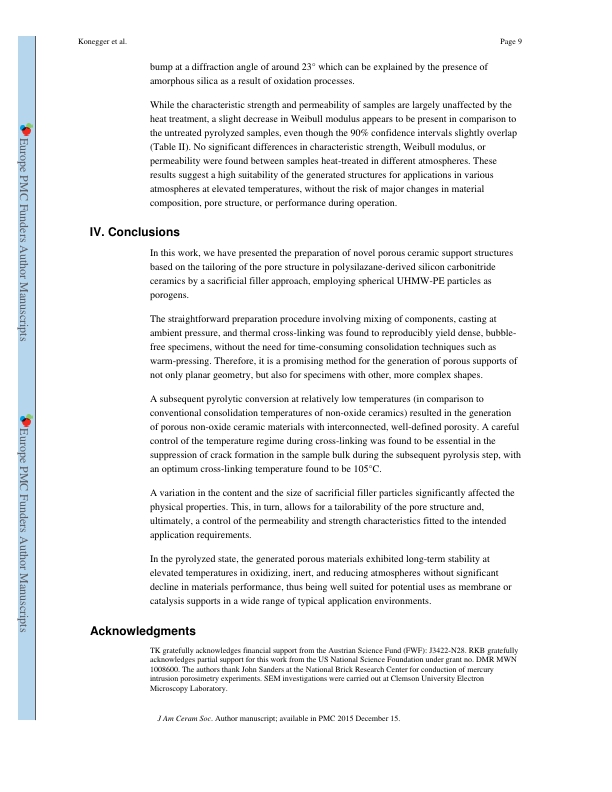 Konegger et al.
Page 9
bump at a diffraction angle of around 23° which can be explained by the presence of
amorphous silica as a result of oxidation processes.
While the characteristic strength and permeability of samples are largely unaffected by the
heat treatment, a slight decrease in Weibull modulus appears to be present in comparison to
the untreated pyrolyzed samples, even though the 90% confidence intervals slightly overlap
(Table II). No significant differences in characteristic strength, Weibull modulus, or
permeability were found between samples heat-treated in different atmospheres. These
results suggest a high suitability of the generated structures for applications in various
atmospheres at elevated temperatures, without the risk of major changes in material
composition, pore structure, or performance during operation.
IV. Conclusions
In this work, we have presented the preparation of novel porous ceramic support structures
based on the tailoring of the pore structure in polysilazane-derived silicon carbonitride
ceramics by a sacrificial filler approach, employing spherical UHMW-PE particles as
porogens.
The straightforward preparation procedure involving mixing of components, casting at
ambient pressure, and thermal cross-linking was found to reproducibly yield dense, bubble-
free specimens, without the need for time-consuming consolidation techniques such as
warm-pressing. Therefore, it is a promising method for the generation of porous supports of
not only planar geometry, but also for specimens with other, more complex shapes.
A subsequent pyrolytic conversion at relatively low temperatures (in comparison to
conventional consolidation temperatures of non-oxide ceramics) resulted in the generation
of porous non-oxide ceramic materials with interconnected, well-defined porosity. A careful
control of the temperature regime during cross-linking was found to be essential in the
suppression of crack formation in the sample bulk during the subsequent pyrolysis step, with
an optimum cross-linking temperature found to be 105°C.
A variation in the content and the size of sacrificial filler particles significantly affected the
physical properties. This, in turn, allows for a tailorability of the pore structure and,
ultimately, a control of the permeability and strength characteristics fitted to the intended
application requirements.
In the pyrolyzed state, the generated porous materials exhibited long-term stability at
elevated temperatures in oxidizing, inert, and reducing atmospheres without significant
decline in materials performance, thus being well suited for potential uses as membrane or
catalysis supports in a wide range of typical application environments.
Acknowledgments
TK gratefully acknowledges financial support from the Austrian Science Fund (FWF): J3422-N28. RKB gratefully
acknowledges partial support for this work from the US National Science Foundation under grant no. DMR MWN
1008600. The authors thank John Sanders at the National Brick Research Center for conduction of mercury
intrusion porosimetry experiments. SEM investigations were carried out at Clemson University Electron
Microscopy Laboratory.
J Am Ceram Soc. Author manuscript; available in PMC 2015 December 15.
Europe PMC Funders Author Manuscripts
Europe PMC Funders Author Manuscripts